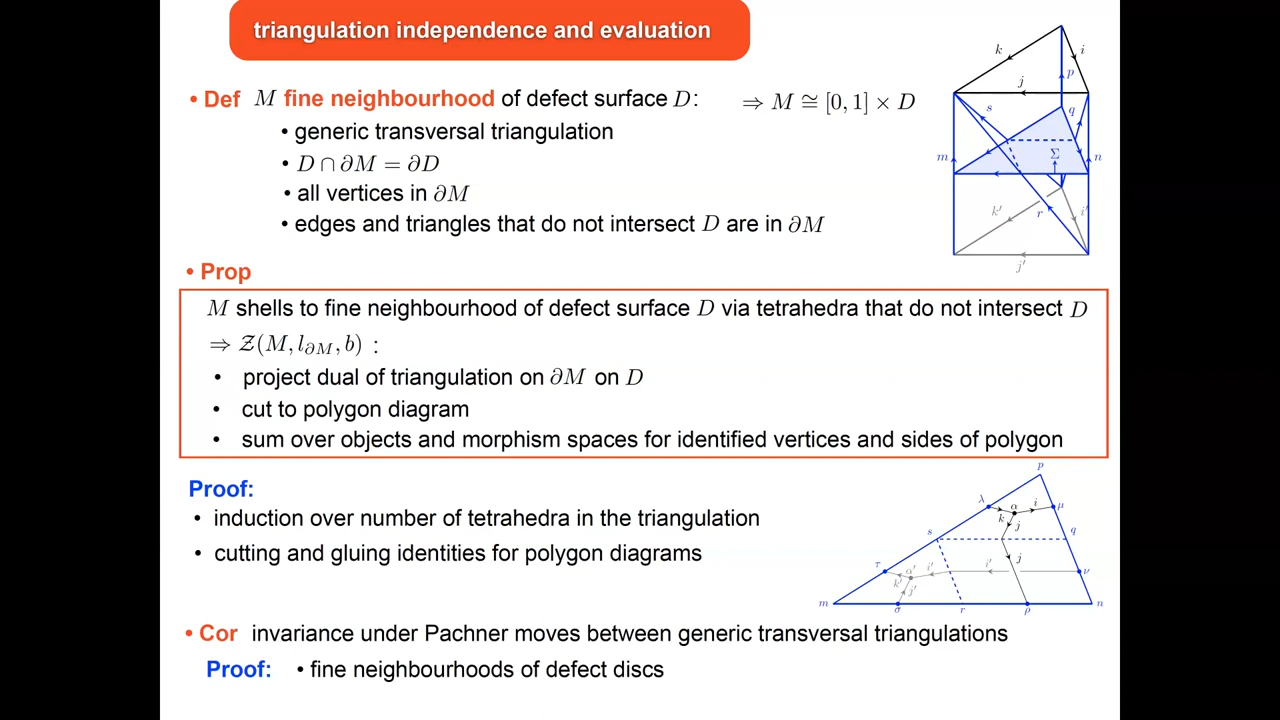 triangulation independence and evaluation
• Def M fine neighbourhood of defect surface D: ⇒ M ≅ [0, 1] × D
• generic transversal triangulation
• D ∩ ∂M = ∂D
• all vertices in ∂M
• edges and triangles that do not intersect D are in ∂M
k i
p
j
s q
m Σ n
k' r i'
j'
• Prop
M shells to fine neighbourhood of defect surface D via tetrahedra that do not intersect D
⇒ Z(M, l∂M, b) :
• project dual of triangulation on ∂M on D
• cut to polygon diagram
• sum over objects and morphism spaces for identified vertices and sides of polygon
Proof:
• induction over number of tetrahedra in the triangulation
• cutting and gluing identities for polygon diagrams
p
λ α i μ
k j
s q
τ α' i' i' j ν
k' j'
m σ r ρ n
• Cor invariance under Pachner moves between generic transversal triangulations
Proof: • fine neighbourhoods of defect discs